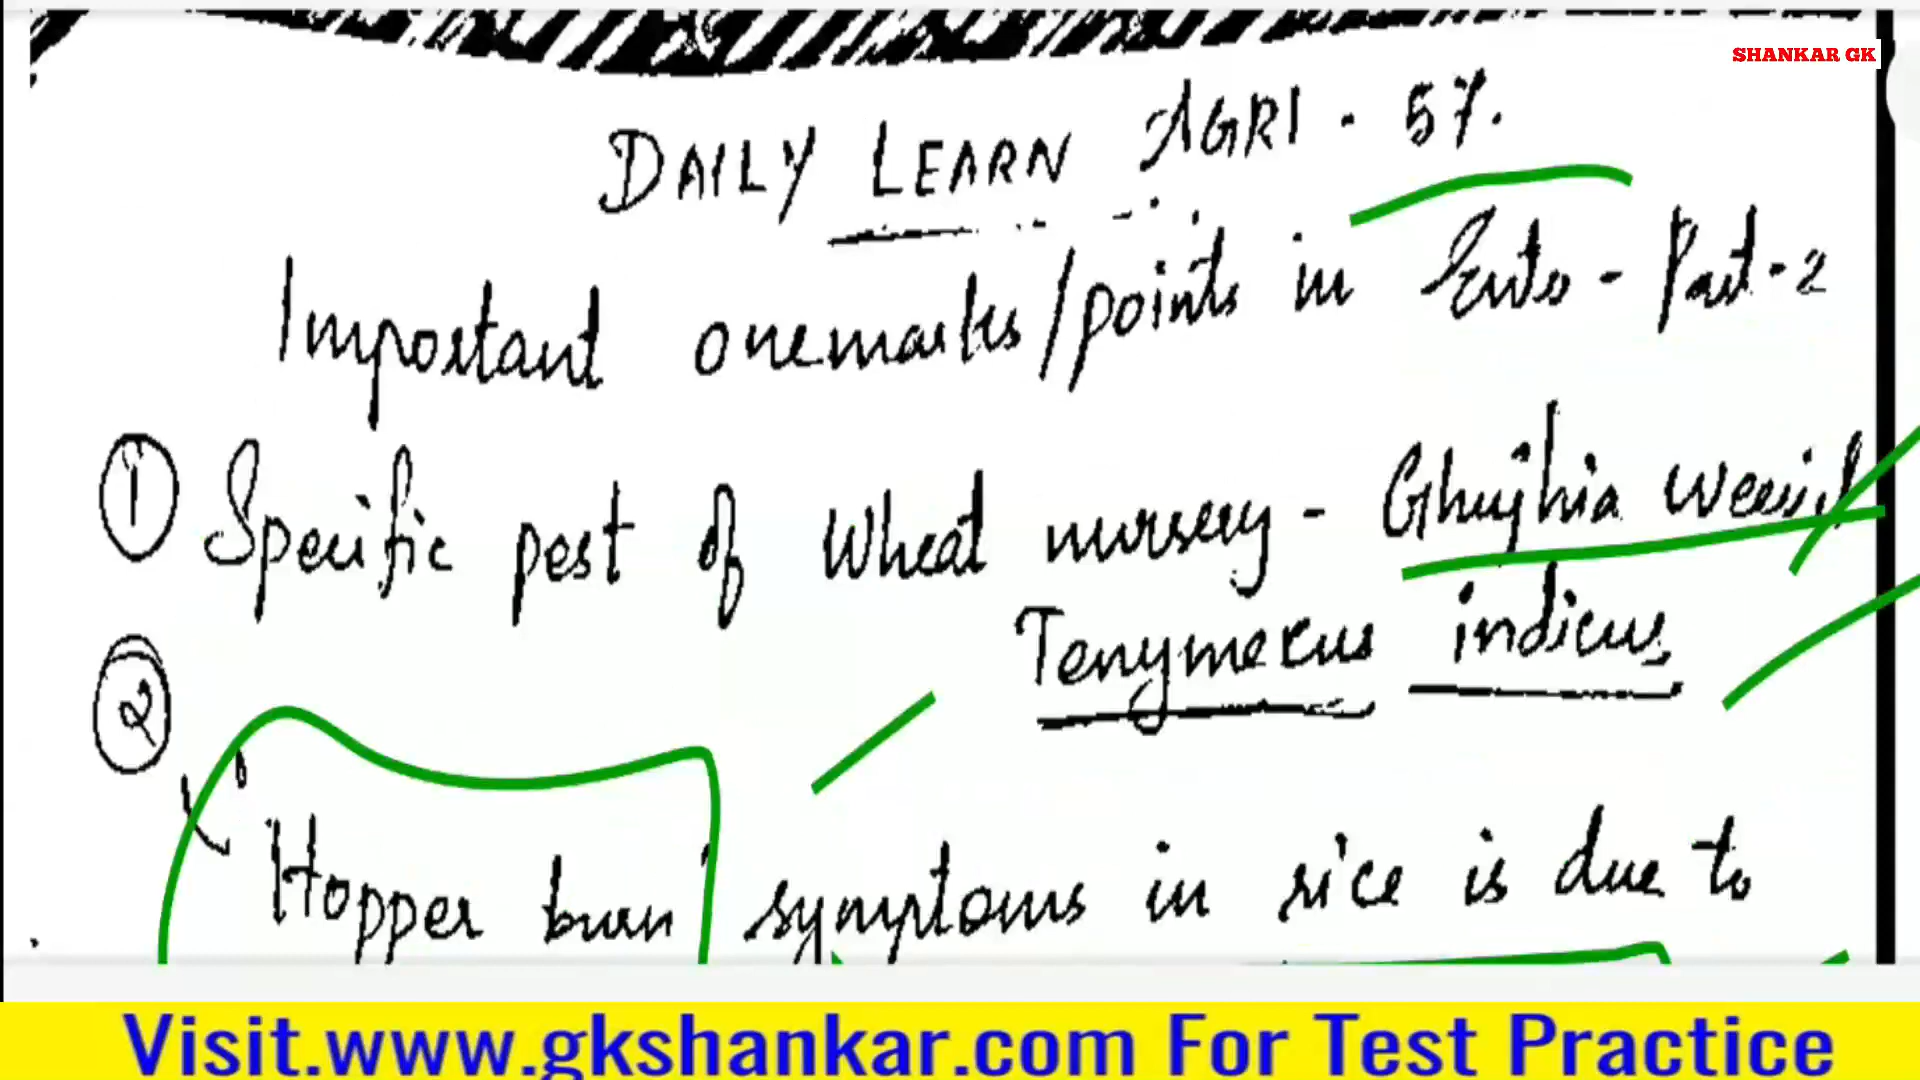 SHANKAR GK
DAILY LEARN AGRI - 57.
Important onemarks/points in Ento - Part-2
1 Specific pest of Wheat nursery - Ghujhia Weevil
Tenymecus indicus
2
Hopper burn symptoms in rice is due to
Visit.www.gkshankar.com For Test Practice